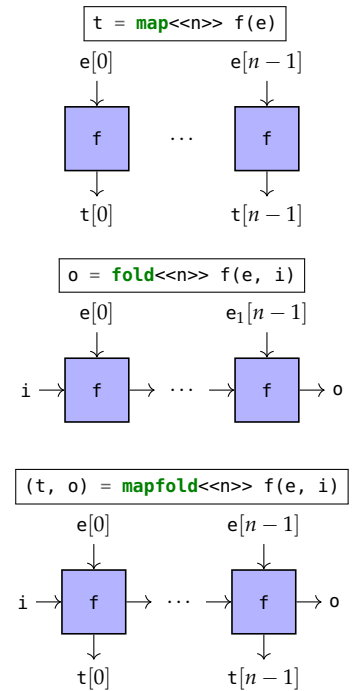 t = map<<n>> f(e)
e[0] e[n − 1]
f ··· f
t[0] t[n − 1]
o = fold<<n>> f(e, i)
e[0] e₁[n − 1]
i f ··· f o
(t, o) = mapfold<<n>> f(e, i)
e[0] e[n − 1]
i f ··· f o
t[0] t[n − 1]